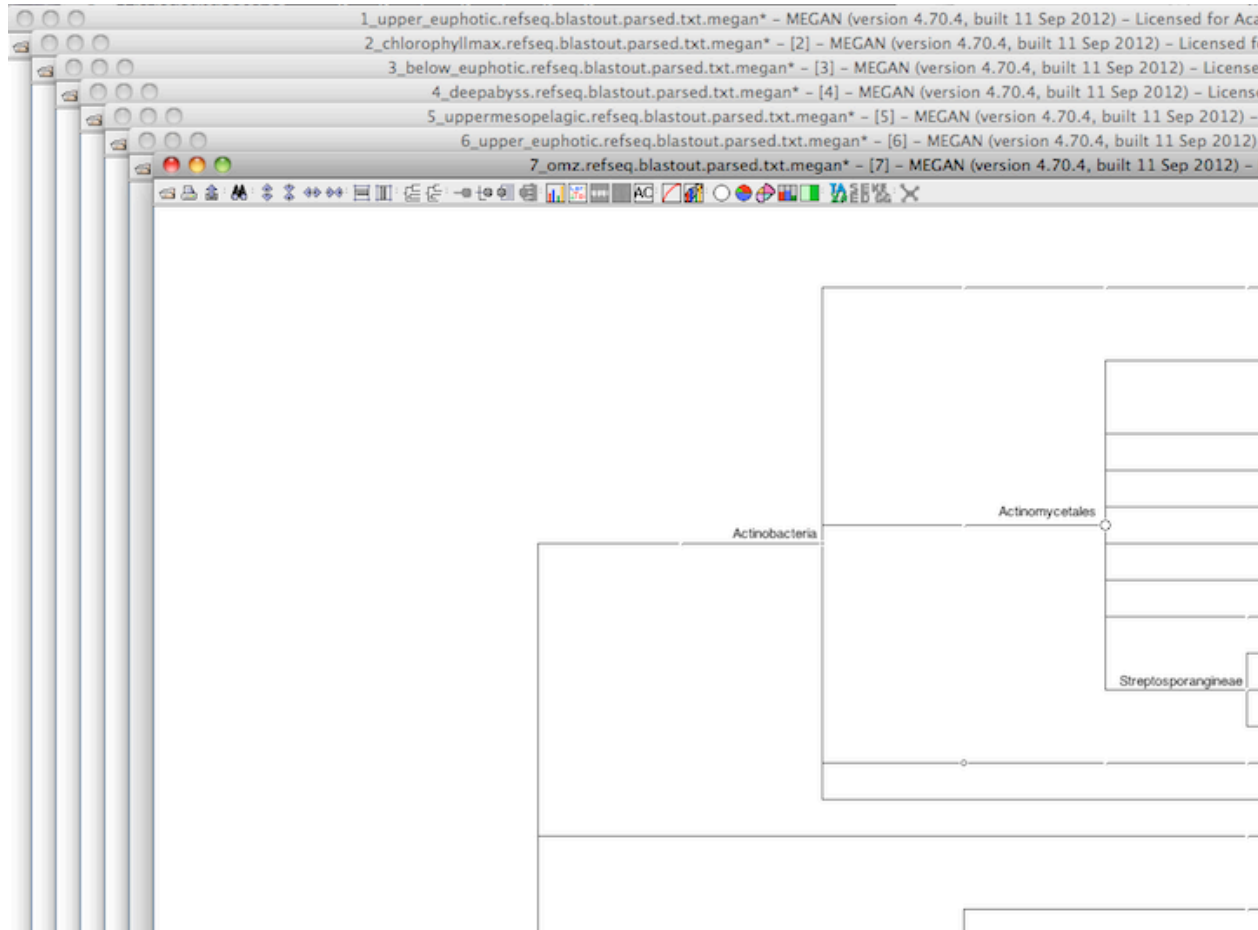 1_upper_euphotic.refseq.blastout.parsed.txt.megan* – MEGAN (version 4.70.4, built 11 Sep 2012) – Licensed for Aca
2_chlorophyllmax.refseq.blastout.parsed.txt.megan* – [2] – MEGAN (version 4.70.4, built 11 Sep 2012) – Licensed f
3_below_euphotic.refseq.blastout.parsed.txt.megan* – [3] – MEGAN (version 4.70.4, built 11 Sep 2012) – License
4_deepabyss.refseq.blastout.parsed.txt.megan* – [4] – MEGAN (version 4.70.4, built 11 Sep 2012) – License
5_uppermesopelagic.refseq.blastout.parsed.txt.megan* – [5] – MEGAN (version 4.70.4, built 11 Sep 2012) –
6_upper_euphotic.refseq.blastout.parsed.txt.megan* – [6] – MEGAN (version 4.70.4, built 11 Sep 2012)
7_omz.refseq.blastout.parsed.txt.megan* – [7] – MEGAN (version 4.70.4, built 11 Sep 2012) –
Actinomycetales
Actinobacteria
Streptosporangineae